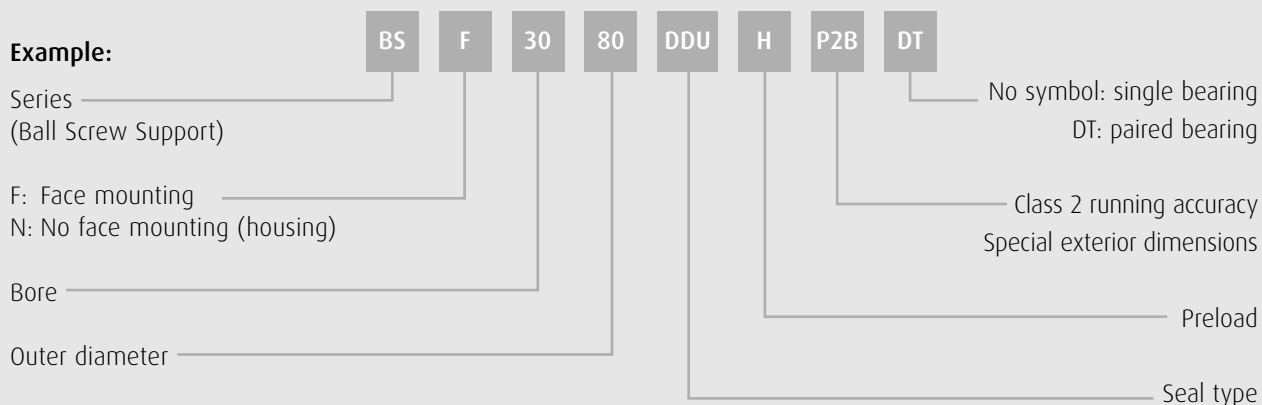 BS F 30 80 DDU H P2B DT
Example:
Series
(Ball Screw Support)
F: Face mounting
N: No face mounting (housing)
Bore
Outer diameter
No symbol: single bearing
DT: paired bearing
Class 2 running accuracy
Special exterior dimensions
Preload
Seal type